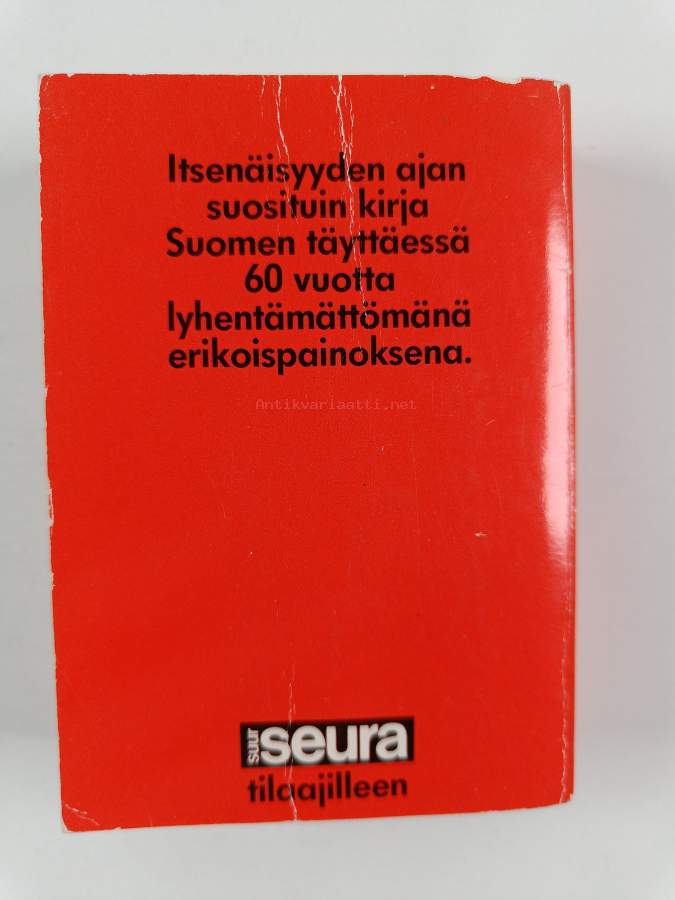 Itsenäisyyden ajan
suosituin kirja
Suomen täyttäessä
60 vuotta
lyhentämättömänä
erikoispainoksena.
Antikvariaatti.net
suur seura
tilaajilleen